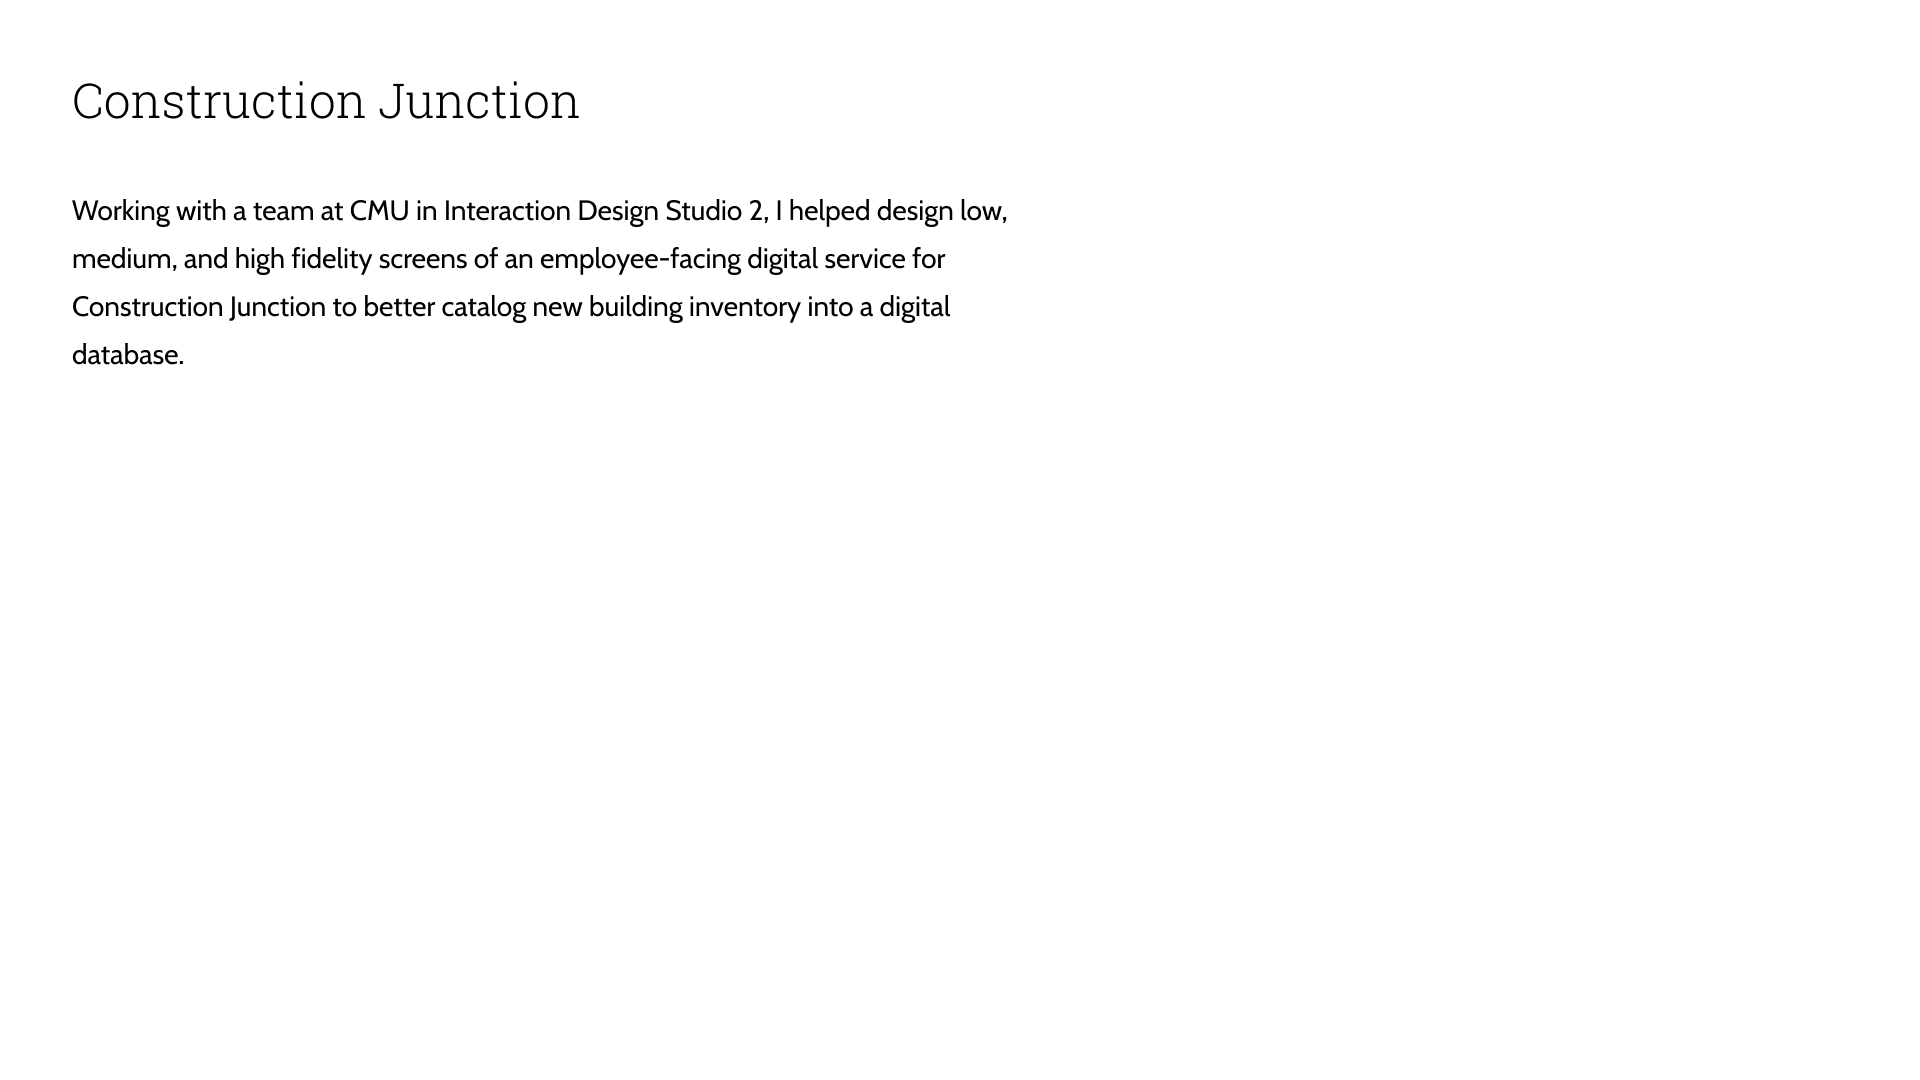 Construction Junction
Working with a team at CMU in Interaction Design Studio 2, I helped design low,
medium, and high fidelity screens of an employee-facing digital service for
Construction Junction to better catalog new building inventory into a digital
database.